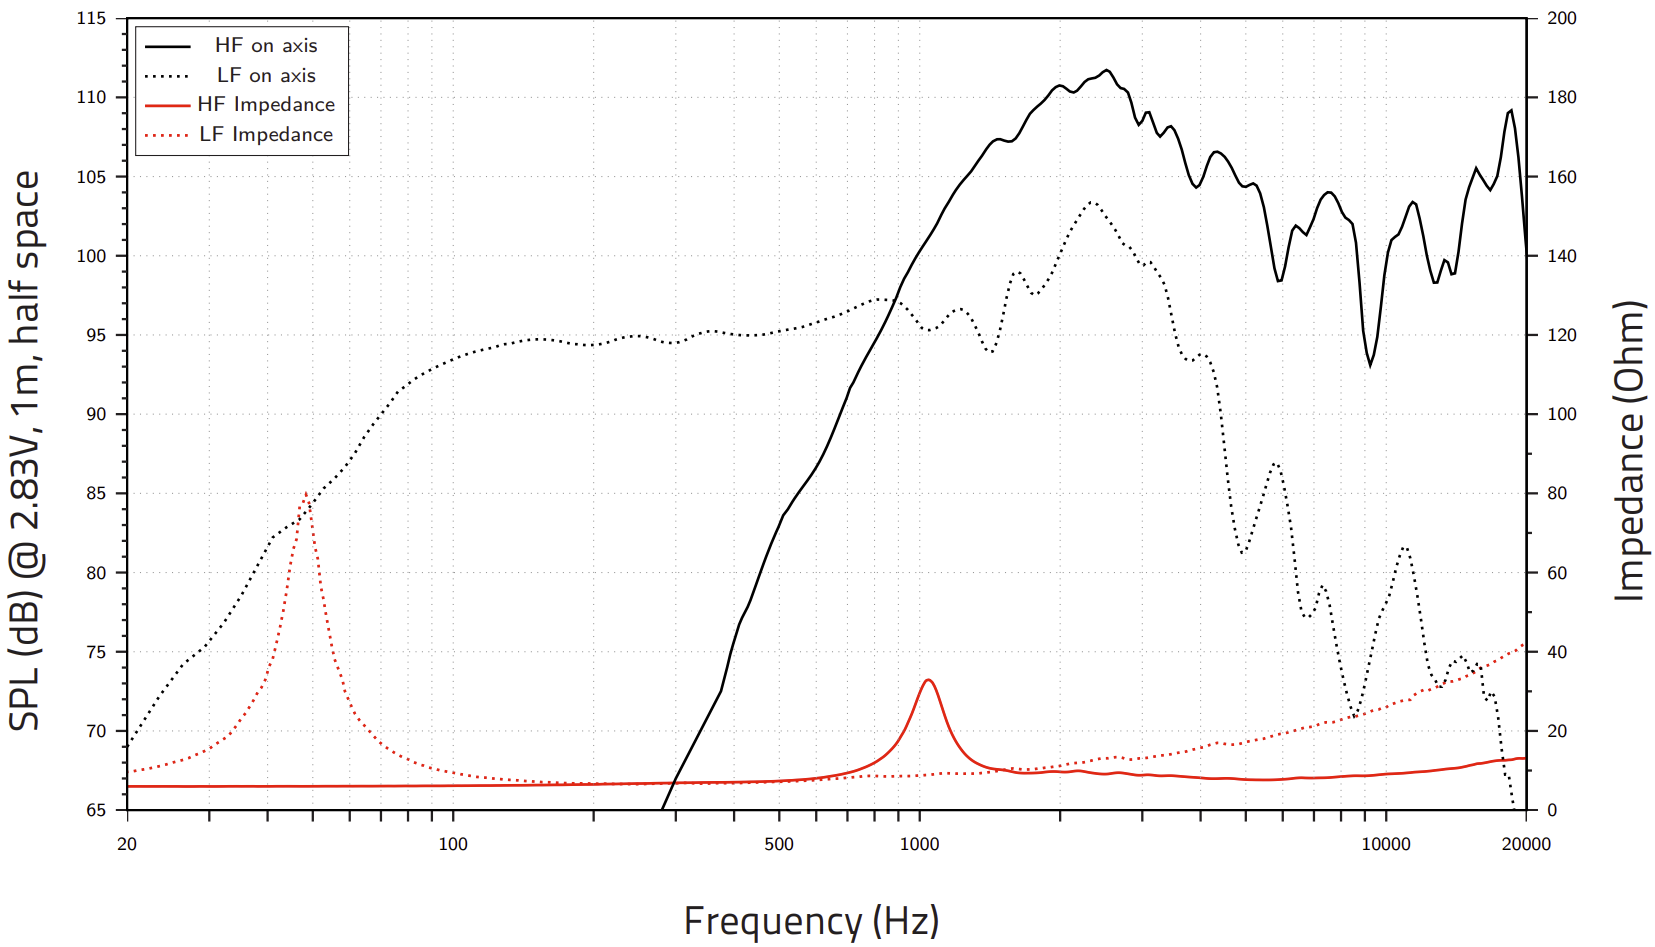 HF on axis
LF on axis
HF Impedance
LF Impedance
SPL (dB) @ 2.83V, 1m, half space
115
110
105
100
95
90
85
80
75
70
65
200
180
160
140
120
100
80
60
40
20
0
Impedance (Ohm)
20 100 500 1000 10000 20000
Frequency (Hz)